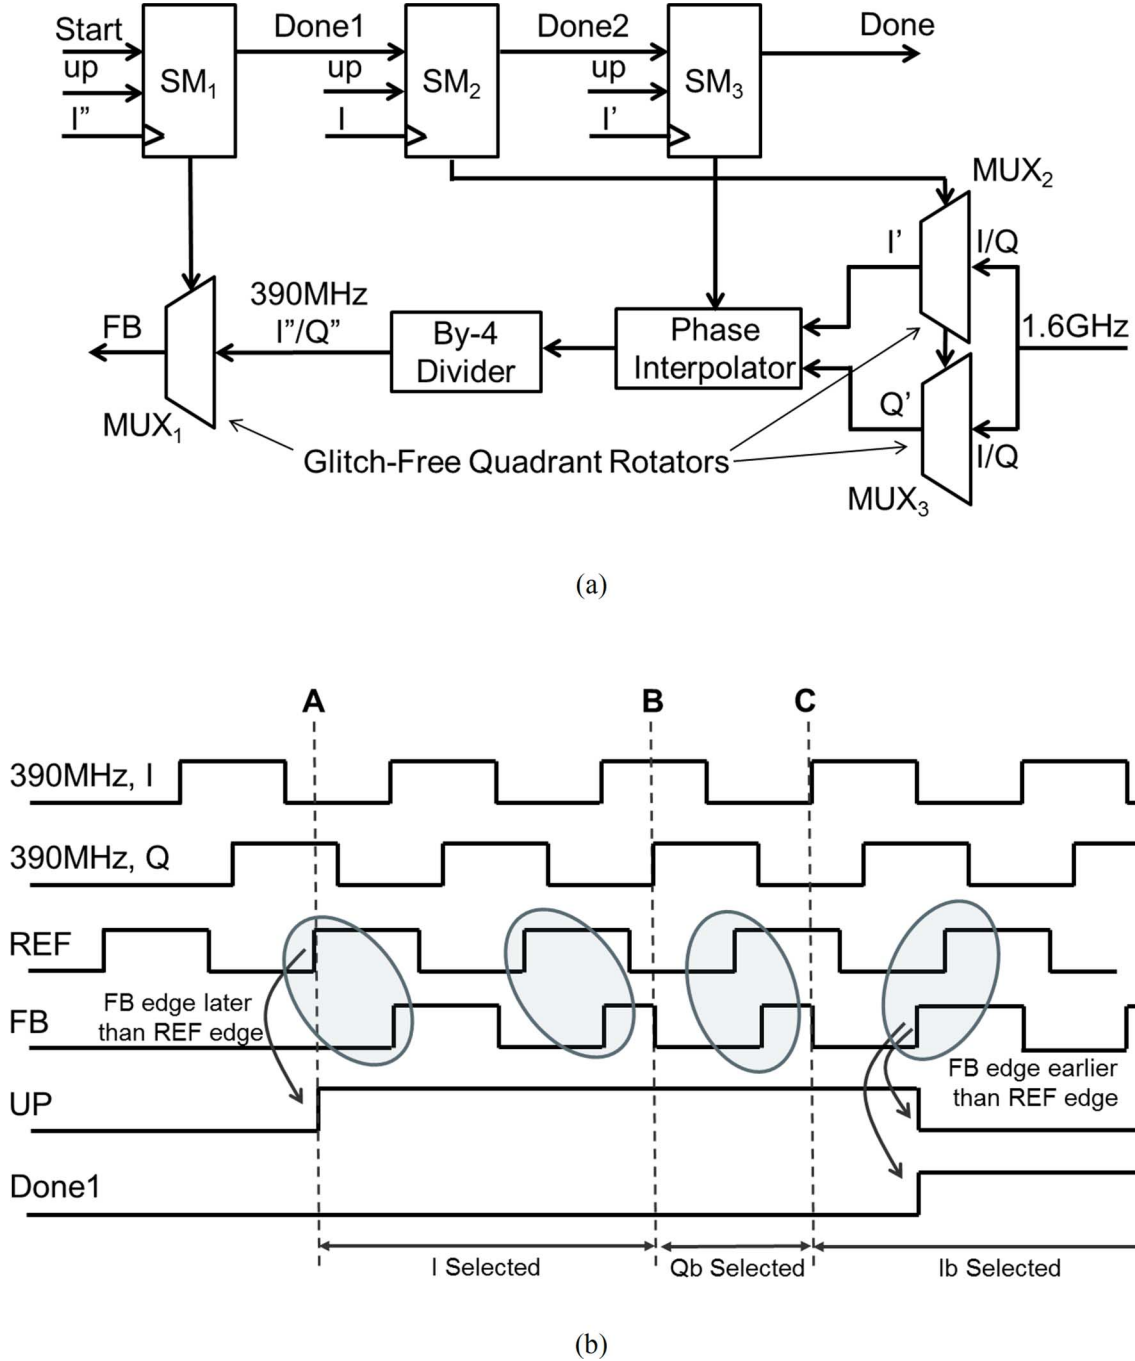 Start
Done1
Done2
Done
up
up
up
SM1
SM2
SM3
I”
I
I’
MUX2
I’
I/Q
390MHz
I”/Q”
FB
By-4
Divider
Phase
Interpolator
1.6GHz
MUX1
Q’
I/Q
Glitch-Free Quadrant Rotators
MUX3
(a)
A
B
C
390MHz, I
390MHz, Q
REF
FB edge later
than REF edge
FB
FB edge earlier
than REF edge
UP
Done1
I Selected
Qb Selected
Ib Selected
(b)